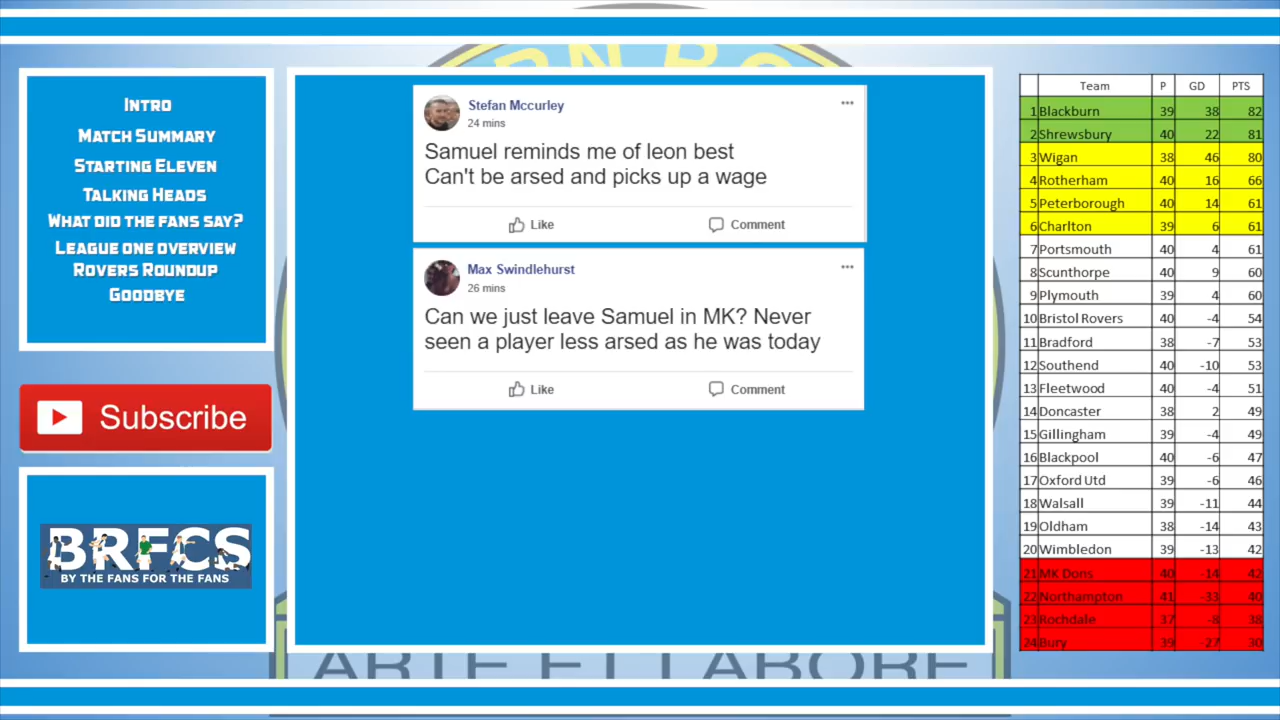 INTRO
MATCH SUMMARY
STARTING ELEVEN
TALKING HEADS
WHAT DID THE FANS SAY?
LEAGUE ONE OVERVIEW
ROVERS ROUNDUP
GOODBYE
Subscribe
BRFCS
BY THE FANS FOR THE FANS
Stefan Mccurley
24 mins
Samuel reminds me of leon best
Can't be arsed and picks up a wage
Like Comment
Max Swindlehurst
26 mins
Can we just leave Samuel in MK? Never
seen a player less arsed as he was today
Like Comment
Team P GD PTS
1 Blackburn 39 38 82
2 Shrewsbury 40 22 81
3 Wigan 38 46 80
4 Rotherham 40 16 66
5 Peterborough 40 14 61
6 Charlton 39 6 61
7 Portsmouth 40 4 61
8 Scunthorpe 40 9 60
9 Plymouth 39 4 60
10 Bristol Rovers 40 -4 54
11 Bradford 38 -7 53
12 Southend 40 -10 53
13 Fleetwood 40 -4 51
14 Doncaster 38 2 49
15 Gillingham 39 -4 49
16 Blackpool 40 -6 47
17 Oxford Utd 39 -6 46
18 Walsall 39 -11 44
19 Oldham 38 -14 43
20 Wimbledon 39 -13 42
21 MK Dons 40 -14 42
22 Northampton 41 -33 40
23 Rochdale 37 -8 38
24 Bury 39 -27 30
ARTE ET LABORE